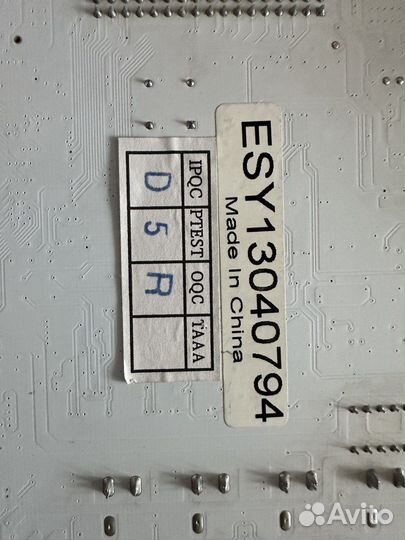 ESY13040794
Made In China
IPQC PTEST OQC TAAA
D 5 R
Avito